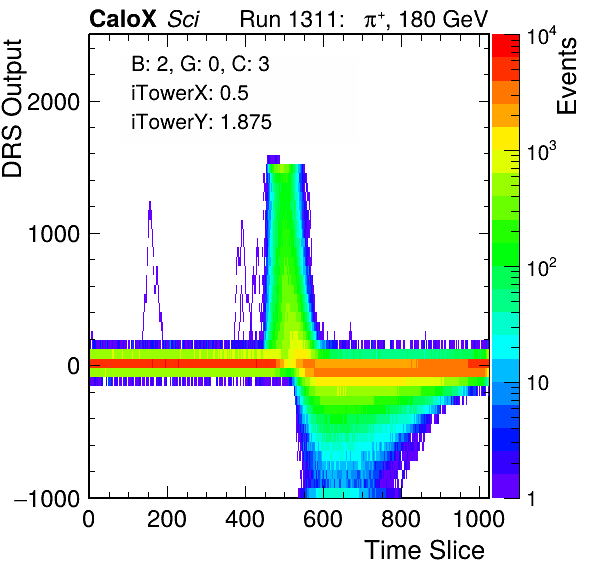 CaloX Sci Run 1311: π⁺, 180 GeV
B: 2, G: 0, C: 3
iTowerX: 0.5
iTowerY: 1.875
DRS Output
2000
1000
0
−1000
0 200 400 600 800 1000
Time Slice
Events
10⁴
10³
10²
10
1